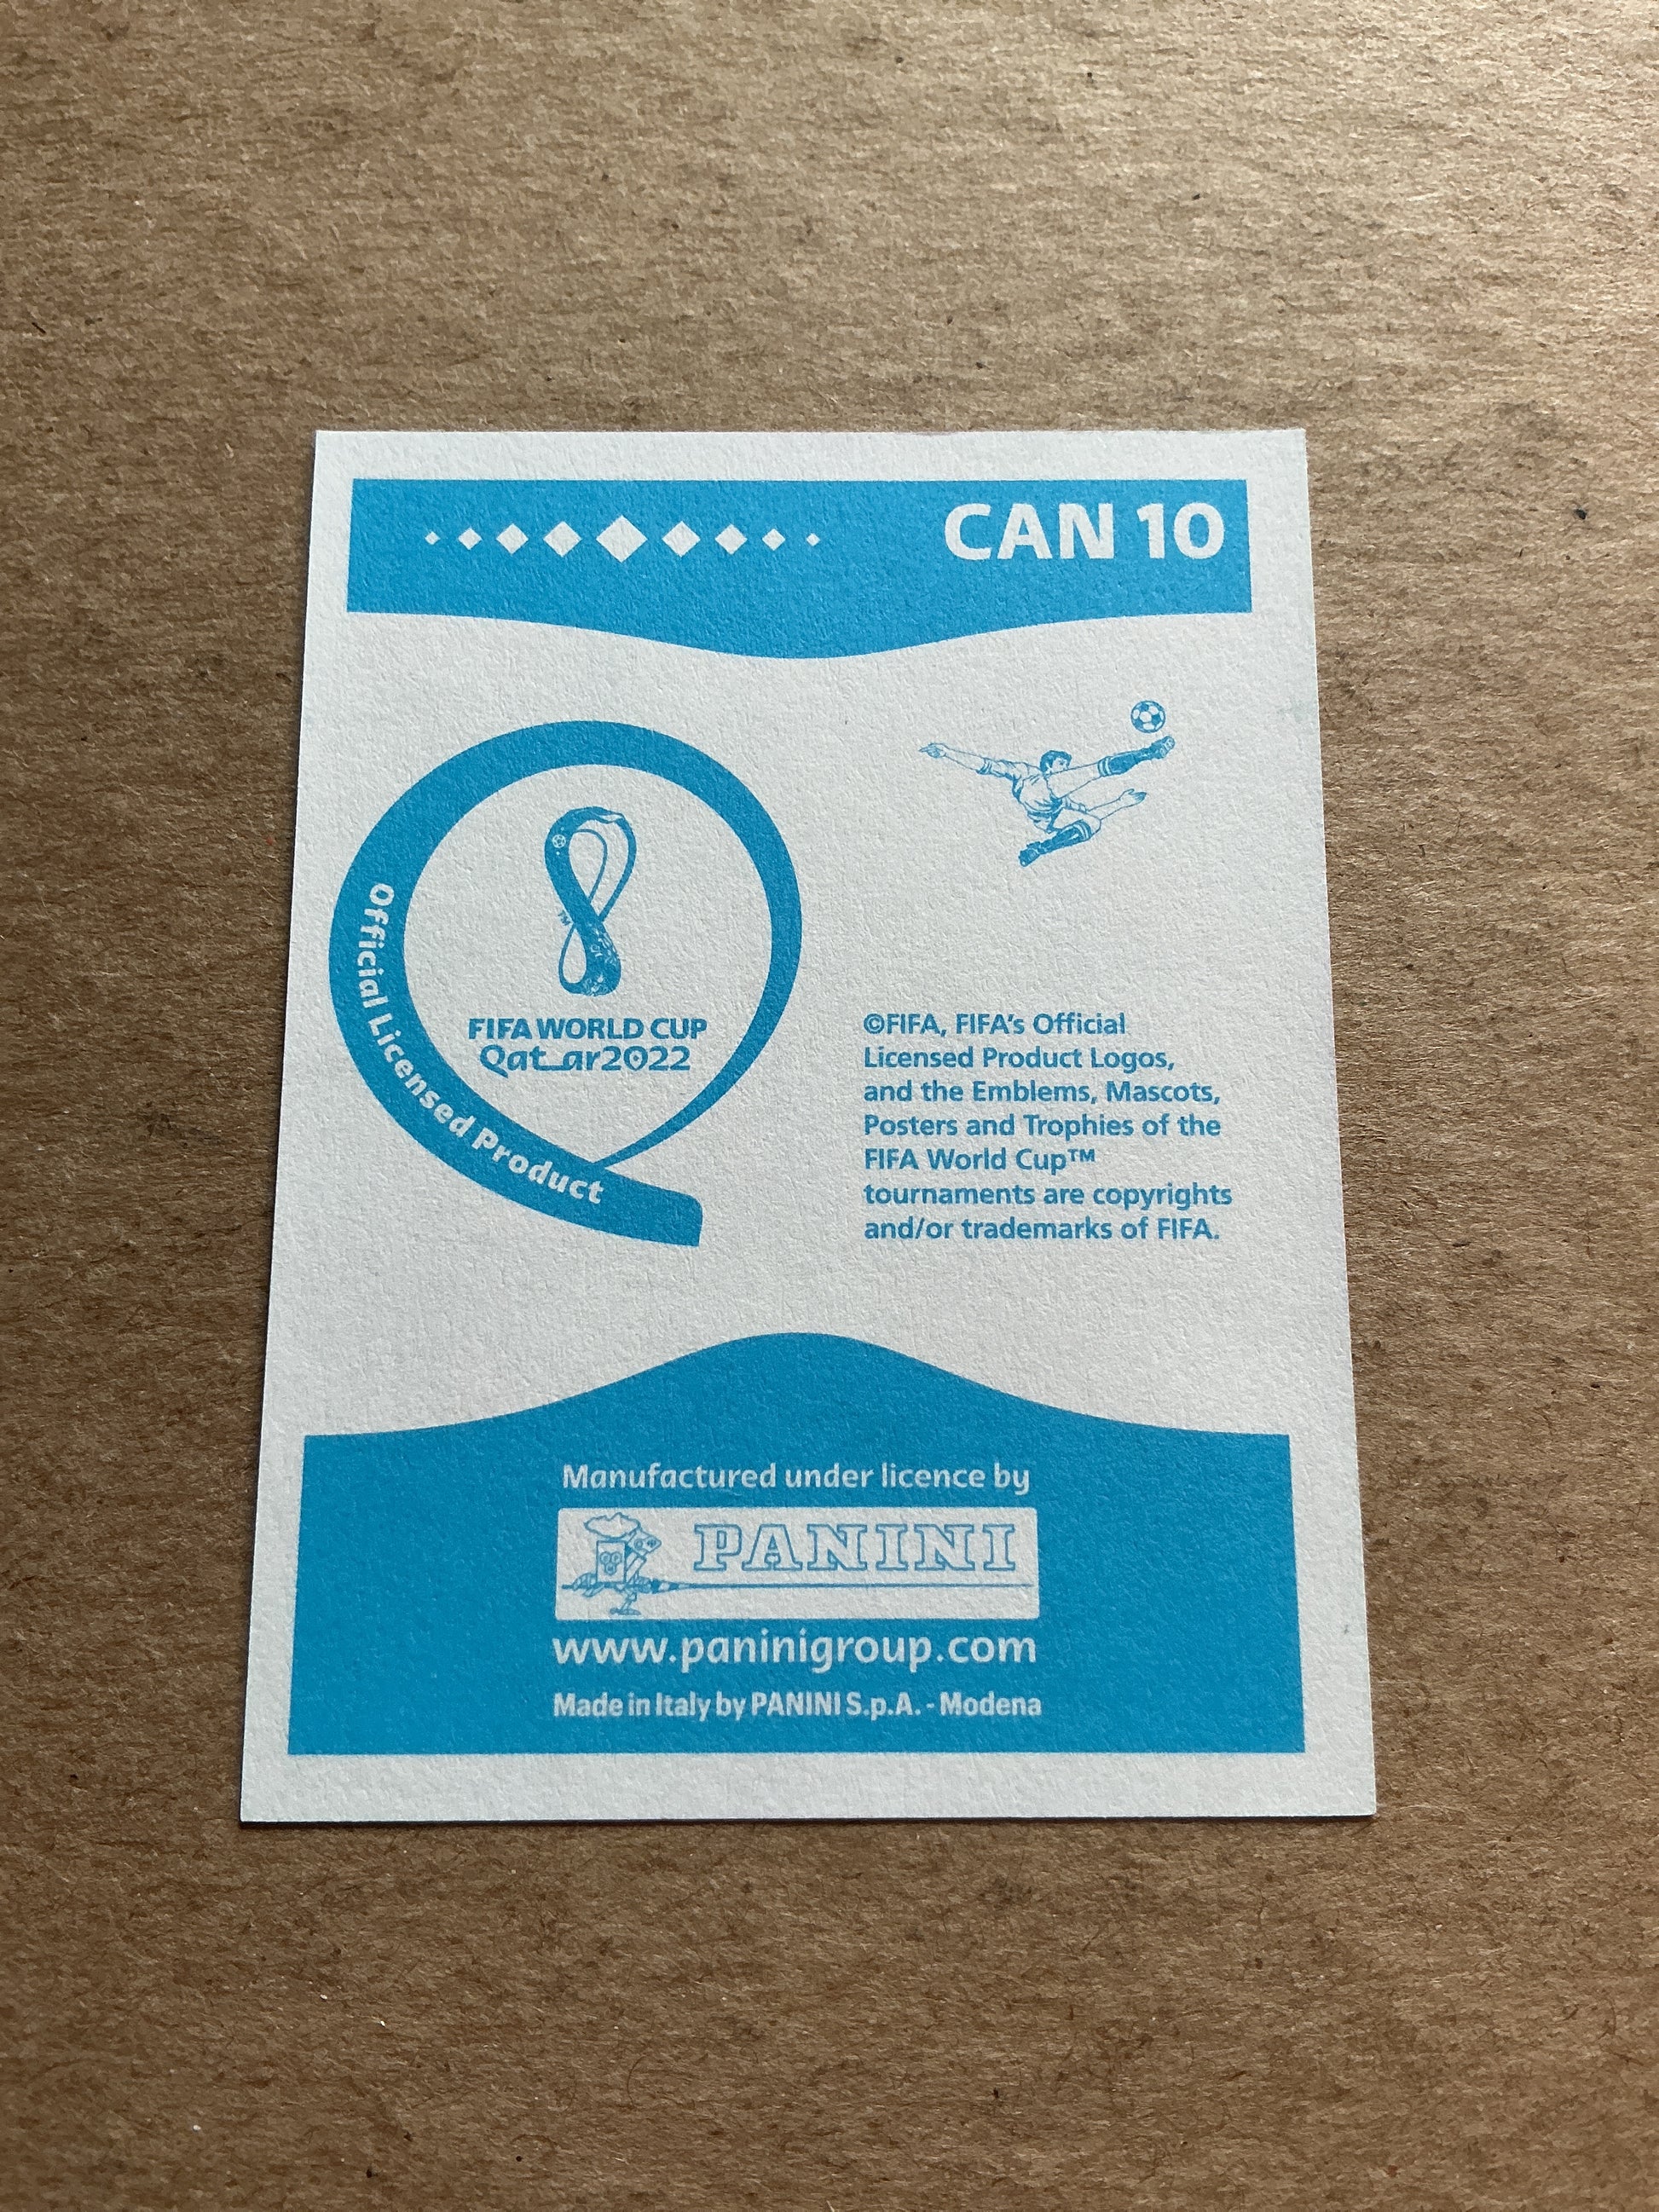 CAN 10
Official Licensed Product
TM
FIFA WORLD CUP
Qatar2022
©FIFA, FIFA's Official
Licensed Product Logos,
and the Emblems, Mascots,
Posters and Trophies of the
FIFA World Cup™
tournaments are copyrights
and/or trademarks of FIFA.
Manufactured under licence by
PANINI
www.paninigroup.com
Made in Italy by PANINI S.p.A. - Modena